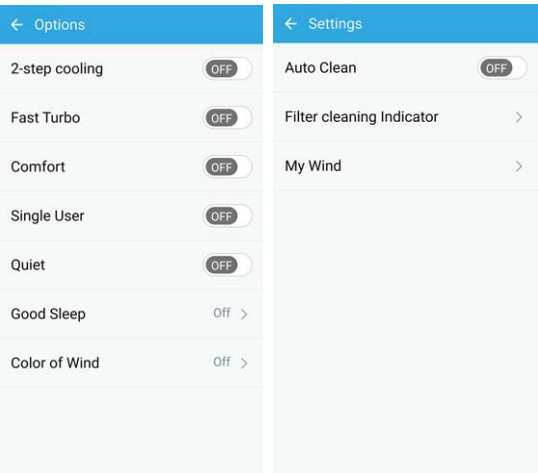 Options
2-step cooling OFF
Fast Turbo OFF
Comfort OFF
Single User OFF
Quiet OFF
Good Sleep Off
Color of Wind Off
Settings
Auto Clean OFF
Filter cleaning Indicator
My Wind